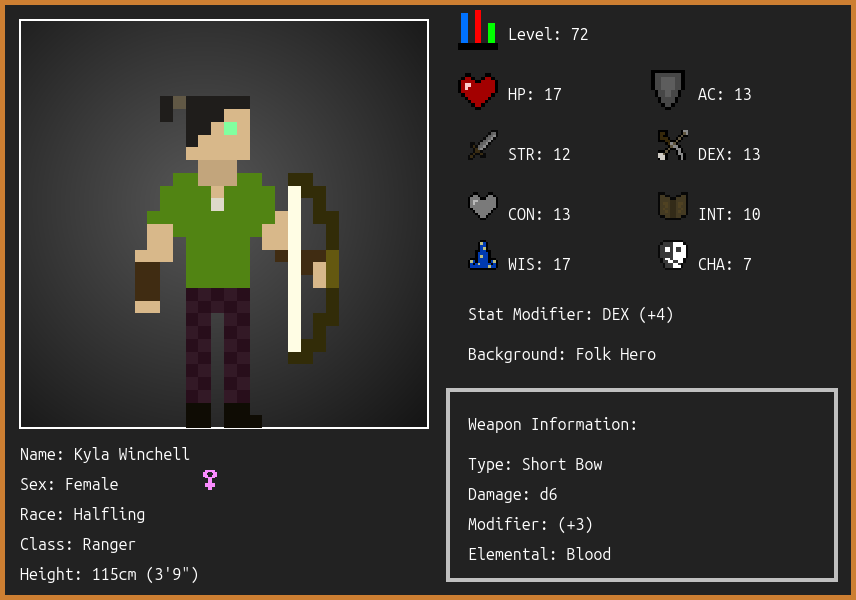 Level: 72
HP: 17
AC: 13
STR: 12
DEX: 13
CON: 13
INT: 10
WIS: 17
CHA: 7
Stat Modifier: DEX (+4)
Background: Folk Hero
Weapon Information:
Type: Short Bow
Damage: d6
Modifier: (+3)
Elemental: Blood
Name: Kyla Winchell
Sex: Female
Race: Halfling
Class: Ranger
Height: 115cm (3'9")